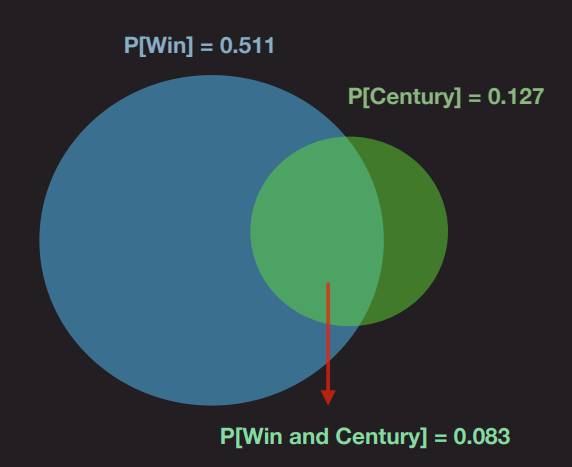 P[Win] = 0.511
P[Century] = 0.127
P[Win and Century] = 0.083